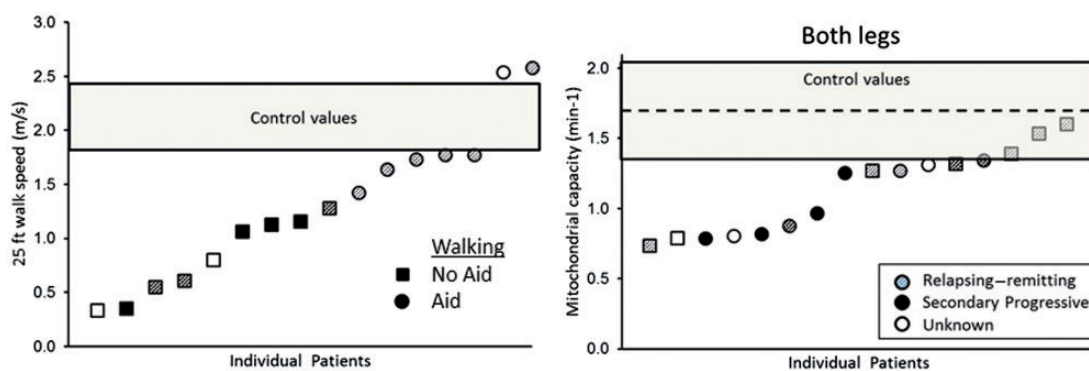 3.0
2.5
2.0
1.5
1.0
0.5
0.0
25 ft walk speed (m/s)
Control values
Walking
No Aid
Aid
Individual Patients
Both legs
2.0
1.5
1.0
0.5
0.0
Mitochondrial capacity (min-1)
Control values
Relapsing–remitting
Secondary Progressive
Unknown
Individual Patients